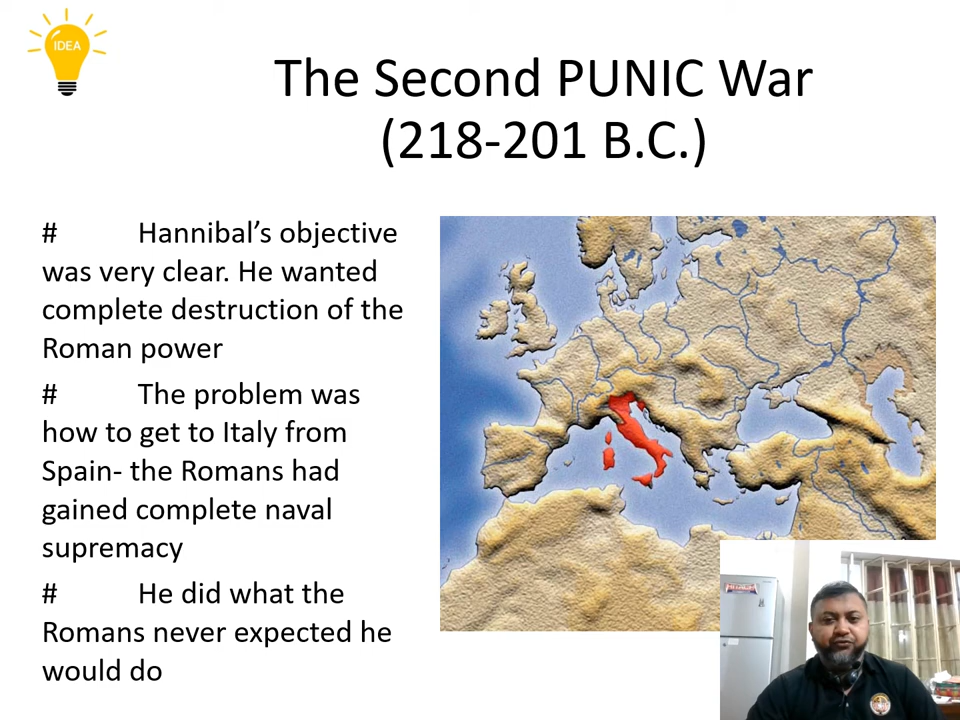 IDEA
The Second PUNIC War
(218-201 B.C.)
# Hannibal’s objective
was very clear. He wanted
complete destruction of the
Roman power
# The problem was
how to get to Italy from
Spain- the Romans had
gained complete naval
supremacy
# He did what the
Romans never expected he
would do